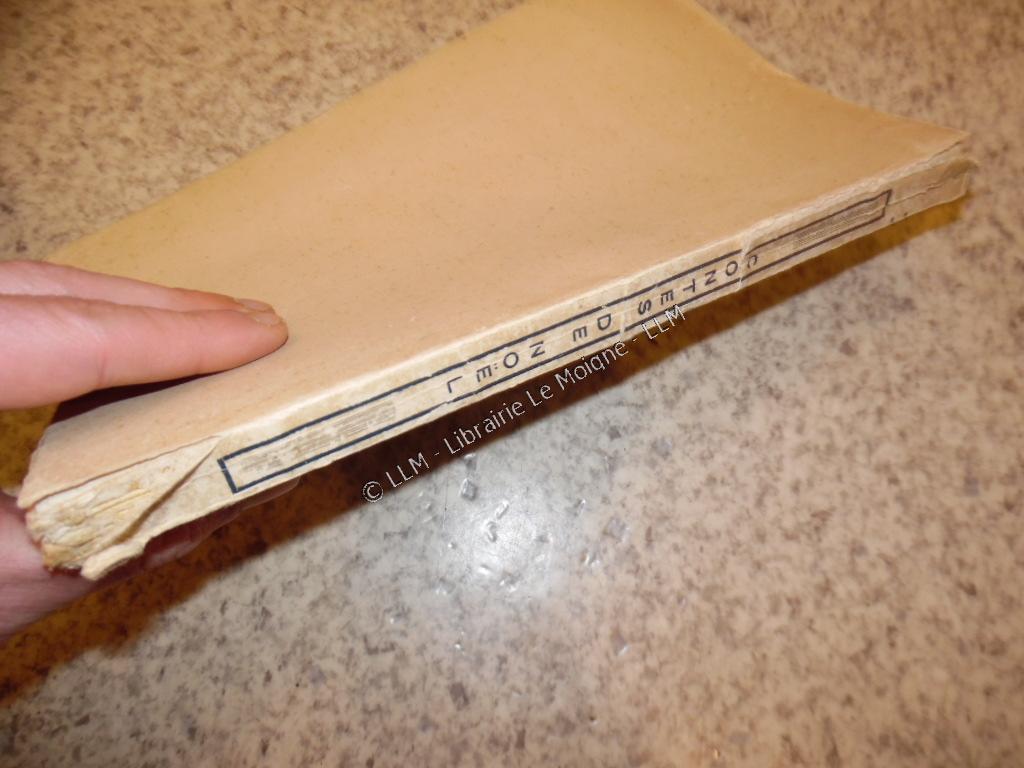 CONTES DE NOËL
© LLM - Librairie Le Moigne - LLM